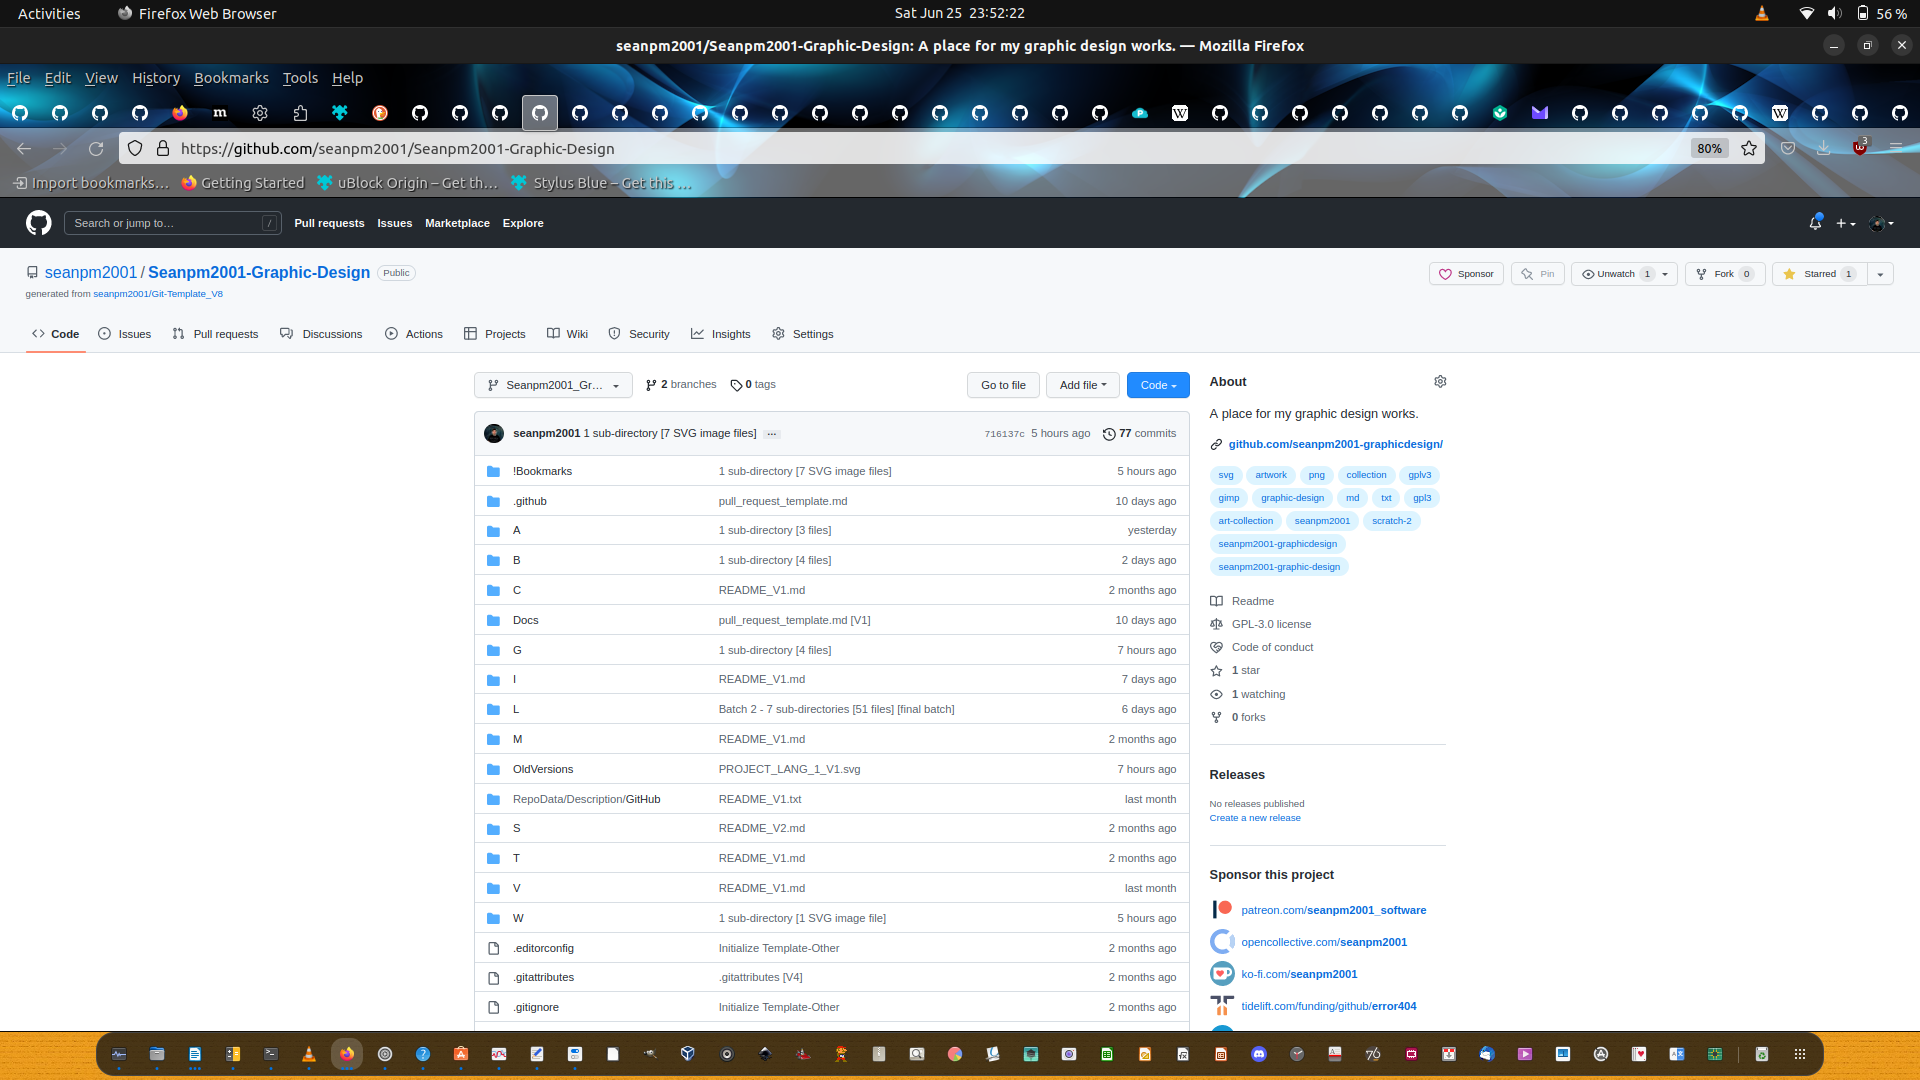 Activities Firefox Web Browser Sat Jun 25 23:52:22 56 %
seanpm2001/Seanpm2001-Graphic-Design: A place for my graphic design works. — Mozilla Firefox
File Edit View History Bookmarks Tools Help
https://github.com/seanpm2001/Seanpm2001-Graphic-Design 80% 3
Import bookmarks… Getting Started uBlock Origin – Get th… Stylus Blue – Get this …
Search or jump to… / Pull requests Issues Marketplace Explore
seanpm2001 / Seanpm2001-Graphic-Design Public Sponsor Pin Unwatch 1 Fork 0 Starred 1
generated from seanpm2001/Git-Template_V8
Code Issues Pull requests Discussions Actions Projects Wiki Security Insights Settings
Seanpm2001_Gr… 2 branches 0 tags Go to file Add file Code
seanpm2001 1 sub-directory [7 SVG image files] … 716137c 5 hours ago 77 commits
!Bookmarks 1 sub-directory [7 SVG image files] 5 hours ago
.github pull_request_template.md 10 days ago
A 1 sub-directory [3 files] yesterday
B 1 sub-directory [4 files] 2 days ago
C README_V1.md 2 months ago
Docs pull_request_template.md [V1] 10 days ago
G 1 sub-directory [4 files] 7 hours ago
I README_V1.md 7 days ago
L Batch 2 - 7 sub-directories [51 files] [final batch] 6 days ago
M README_V1.md 2 months ago
OldVersions PROJECT_LANG_1_V1.svg 7 hours ago
RepoData/Description/GitHub README_V1.txt last month
S README_V2.md 2 months ago
T README_V1.md 2 months ago
V README_V1.md last month
W 1 sub-directory [1 SVG image file] 5 hours ago
.editorconfig Initialize Template-Other 2 months ago
.gitattributes .gitattributes [V4] 2 months ago
.gitignore Initialize Template-Other 2 months ago
About
A place for my graphic design works.
github.com/seanpm2001-graphicdesign/
svg artwork png collection gplv3
gimp graphic-design md txt gpl3
art-collection seanpm2001 scratch-2
seanpm2001-graphicdesign
seanpm2001-graphic-design
Readme
GPL-3.0 license
Code of conduct
1 star
1 watching
0 forks
Releases
No releases published
Create a new release
Sponsor this project
patreon.com/seanpm2001_software
opencollective.com/seanpm2001
ko-fi.com/seanpm2001
tidelift.com/funding/github/error404